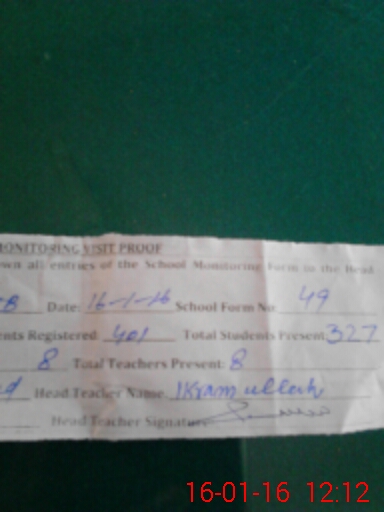 MONITORING VISIT PROOF
own all entries of the School Monitoring Form to the Head
B Date: 16-1-16 School Form No 49
ents Registered 401 Total Students Present 327
8 Total Teachers Present: 8
d Head Teacher Name Ikramullah
Head Teacher Signature
16-01-16 12:12